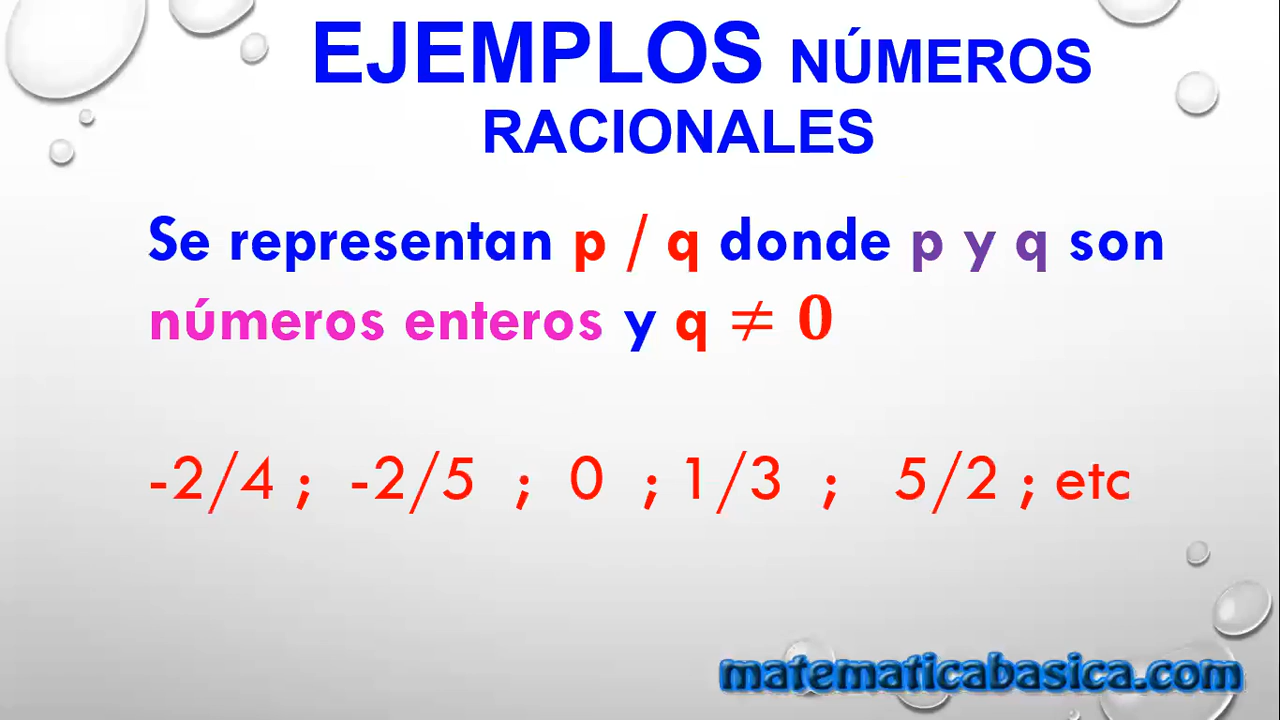 EJEMPLOS NÚMEROS
RACIONALES
Se representan p / q donde p y q son
números enteros y q ≠ 0
-2/4 ; -2/5 ; 0 ; 1/3 ; 5/2 ; etc
matematicabasica.com